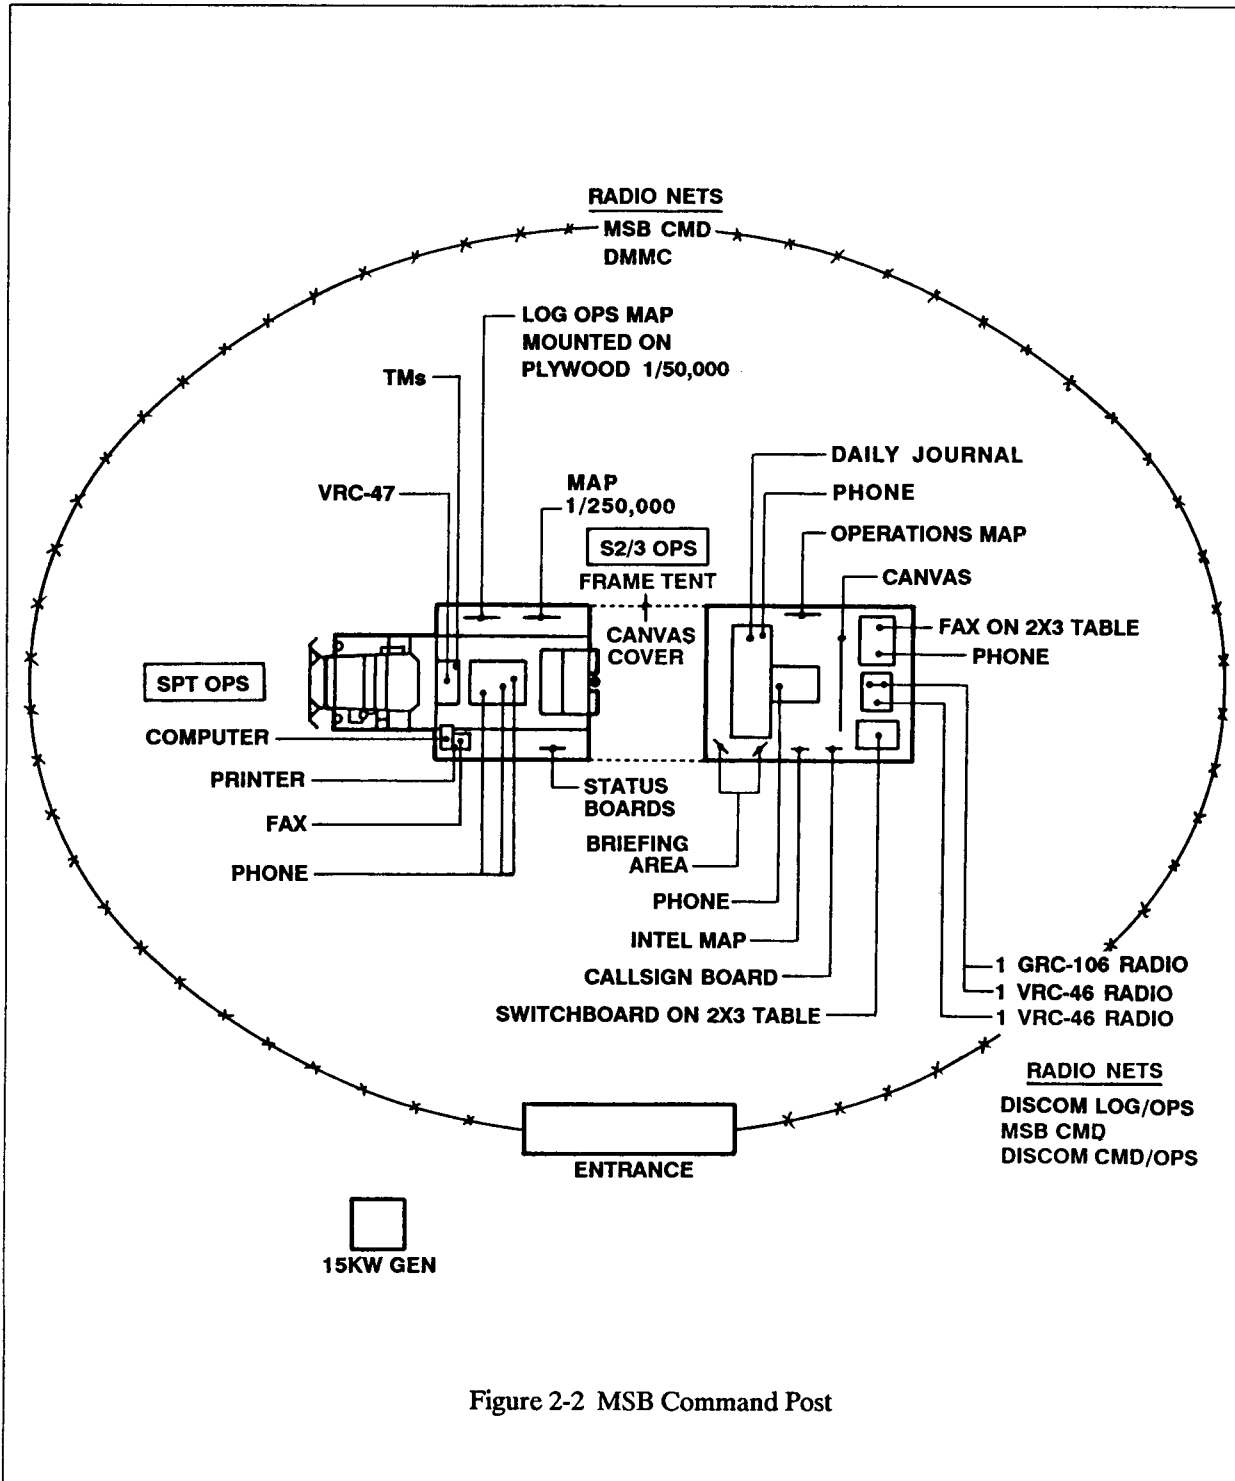 RADIO NETS
MSB CMD
DMMC
LOG OPS MAP
MOUNTED ON
PLYWOOD 1/50,000
TMs
VRC-47
MAP
1/250,000
DAILY JOURNAL
PHONE
OPERATIONS MAP
S2/3 OPS
FRAME TENT
CANVAS
CANVAS
COVER
FAX ON 2X3 TABLE
PHONE
SPT OPS
COMPUTER
PRINTER
FAX
PHONE
STATUS
BOARDS
BRIEFING
AREA
PHONE
INTEL MAP
CALLSIGN BOARD
SWITCHBOARD ON 2X3 TABLE
1 GRC-106 RADIO
1 VRC-46 RADIO
1 VRC-46 RADIO
RADIO NETS
DISCOM LOG/OPS
MSB CMD
DISCOM CMD/OPS
ENTRANCE
15KW GEN
Figure 2-2 MSB Command Post